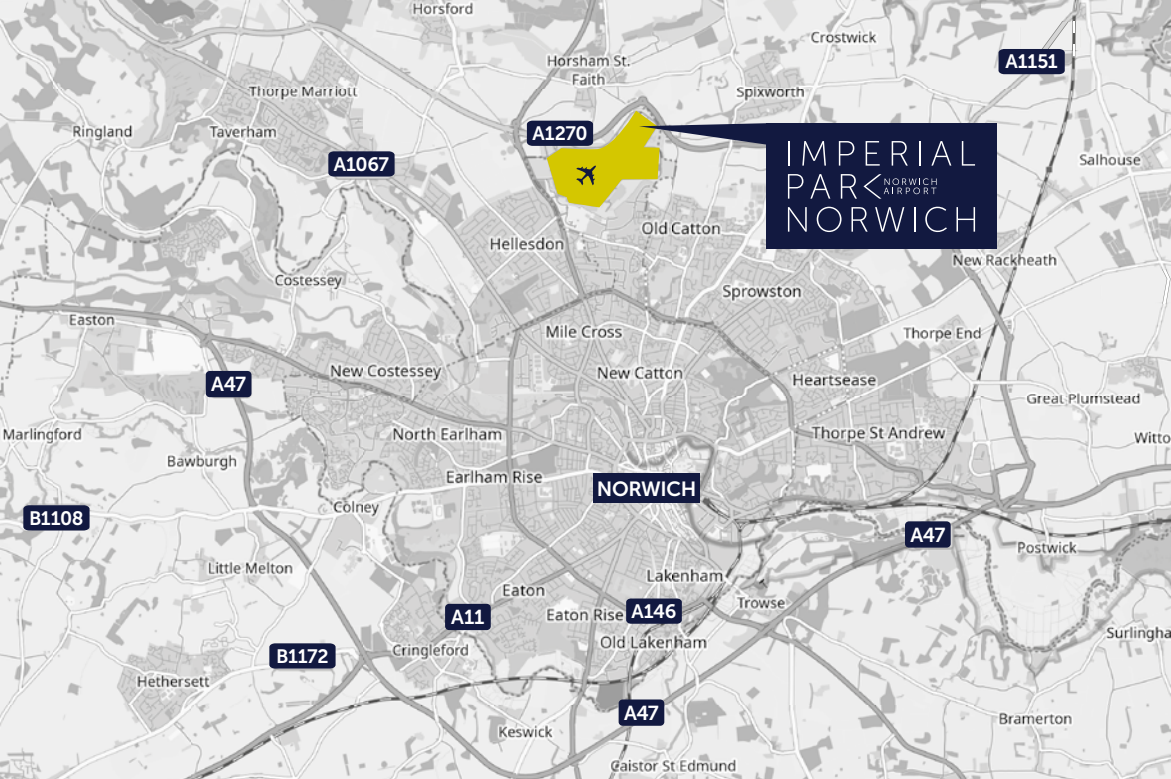 Horsford
Crostwick
A1151
Horsham St.
Faith
Thorpe Marriott
Spixworth
Ringland
Taverham
A1270
A1067
IMPERIAL
PARK NORWICH
AIRPORT
NORWICH
Salhouse
Old Catton
Hellesdon
New Rackheath
Costessey
Sprowston
Easton
Mile Cross
Thorpe End
New Costessey
New Catton
Heartsease
A47
Great Plumstead
Marlingford
North Earlham
Thorpe St Andrew
Witto
Bawburgh
Earlham Rise
NORWICH
Colney
B1108
A47
Postwick
Little Melton
Lakenham
Eaton
Trowse
A11
Eaton Rise
A146
Surlingha
Old Lakenham
Cringleford
B1172
Hethersett
A47
Bramerton
Keswick
Caistor St Edmund